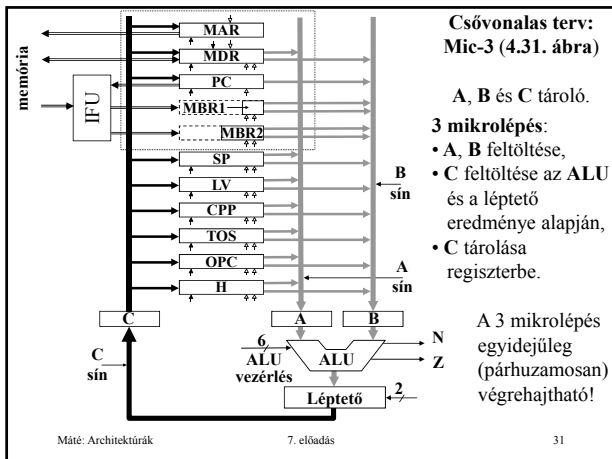 Csővonalas terv:
Mic-3 (4.31. ábra)
A, B és C tároló.
3 mikrolépés:
• A, B feltöltése,
• C feltöltése az ALU
és a léptető
eredménye alapján,
• C tárolása
regiszterbe.
A 3 mikrolépés
egyidejűleg
(párhuzamosan)
végrehajtható!
memória
IFU
MAR
MDR
PC
MBR1
MBR2
SP
LV
CPP
TOS
OPC
H
B
sín
A
sín
C
A
B
C
sín
6
ALU
vezérlés
ALU
N
Z
Léptető
2
Máté: Architektúrák
7. előadás
31